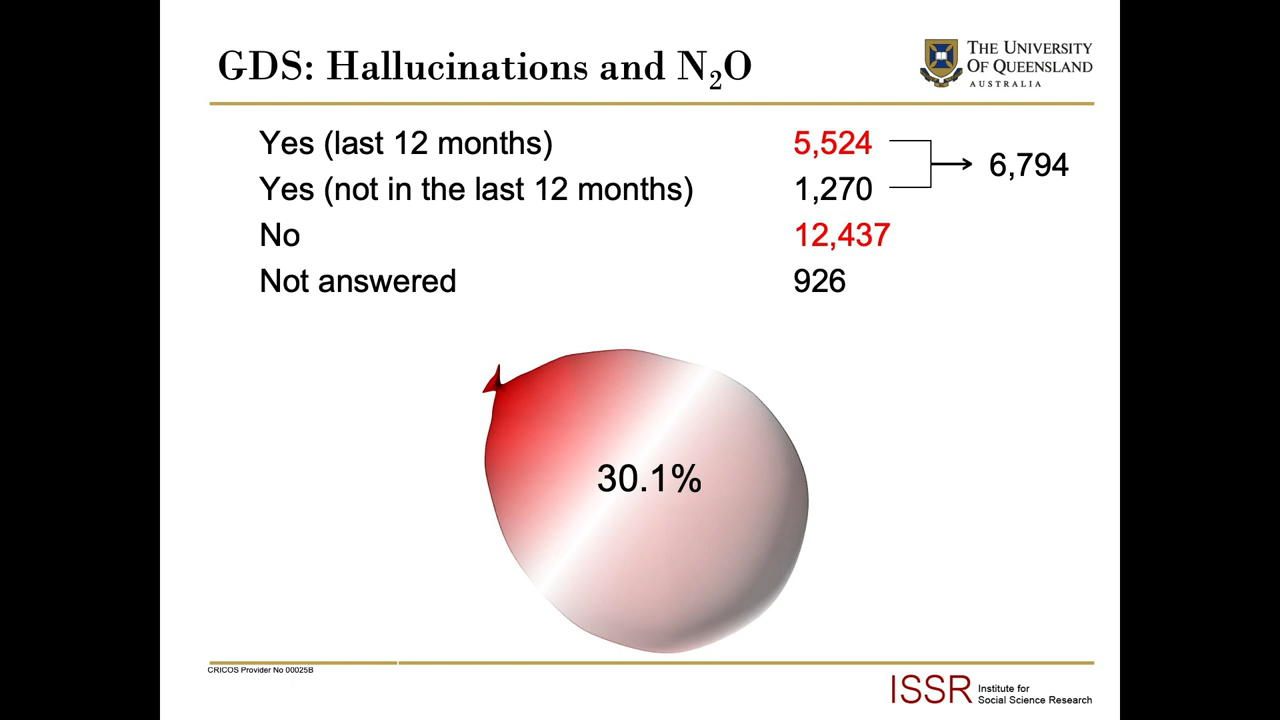 GDS: Hallucinations and N₂O
THE UNIVERSITY
OF QUEENSLAND
AUSTRALIA
Yes (last 12 months) 5,524
6,794
Yes (not in the last 12 months) 1,270
No 12,437
Not answered 926
30.1%
CRICOS Provider No 00025B
ISSR Institute for
Social Science Research